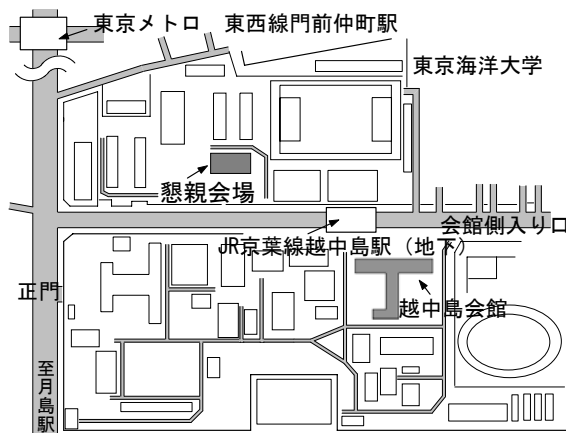 東京メトロ 東西線門前仲町駅
東京海洋大学
懇親会場
会館側入り口
JR京葉線越中島駅（地下）
正門
越中島会館
至月島駅